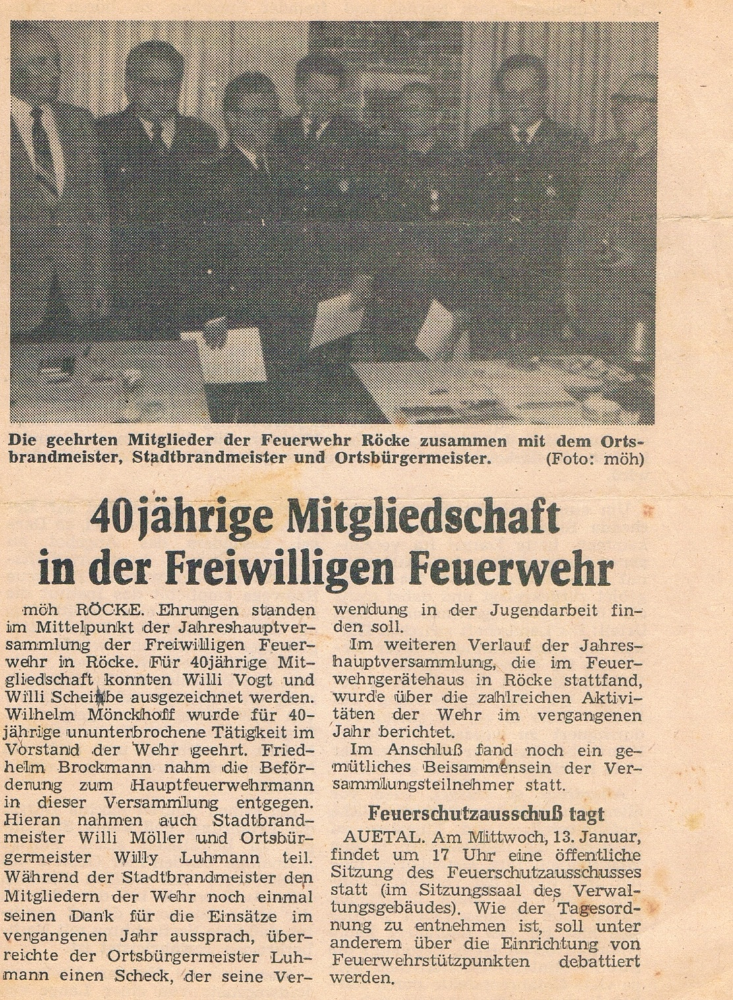 Die geehrten Mitglieder der Feuerwehr Röcke zusammen mit dem Orts-
brandmeister, Stadtbrandmeister und Ortsbürgermeister. (Foto: möh)
40jährige Mitgliedschaft
in der Freiwilligen Feuerwehr
möh RÖCKE. Ehrungen standen
im Mittelpunkt der Jahreshauptver-
sammlung der Freiwilligen Feuer-
wehr in Röcke. Für 40jährige Mit-
gliedschaft konnten Willi Vogt und
Willi ausgezeichnet werden.
Wilhelm Mönckhoff wurde für 40-
jährige ununterbrochene Tätigkeit im
Vorstand der Wehr geehrt. Fried-
helm Brockmann nahm die Beför-
derung zum Hauptfeuerwehrmann
in dieser Versammlung entgegen.
Hieran nahmen auch Stadtbrand-
meister Willi Möller und Ortsbür-
germeister Willy Luhmann teil.
Während der Stadtbrandmeister den
Mitgliedern der Wehr noch einmal
seinen Dank für die Einsätze im
vergangenen Jahr aussprach, über-
reichte der Ortsbürgermeister Luh-
mann einen Scheck, der seine Ver-
wendung in der Jugendarbeit fin-
den soll.
Im weiteren Verlauf der Jahres-
hauptversammlung, die im Feuer-
wehrgerätehaus in Röcke stattfand,
wurde über die zahlreichen Aktivi-
täten der Wehr im vergangenen
Jahr berichtet.
Im Anschluß fand noch ein ge-
mütliches Beisammensein der Ver-
sammlungsteilnehmer statt.
Feuerschutzausschuß tagt
AUETAL. Am Mittwoch, 13. Januar,
findet um 17 Uhr eine öffentliche
Sitzung des Feuerschutzausschusses
statt (im Sitzungssaal des Verwal-
tungsgebäudes). Wie der Tagesord-
nung zu entnehmen ist, soll unter
anderem über die Einrichtung von
Feuerwehrstützpunkten debattiert
werden.